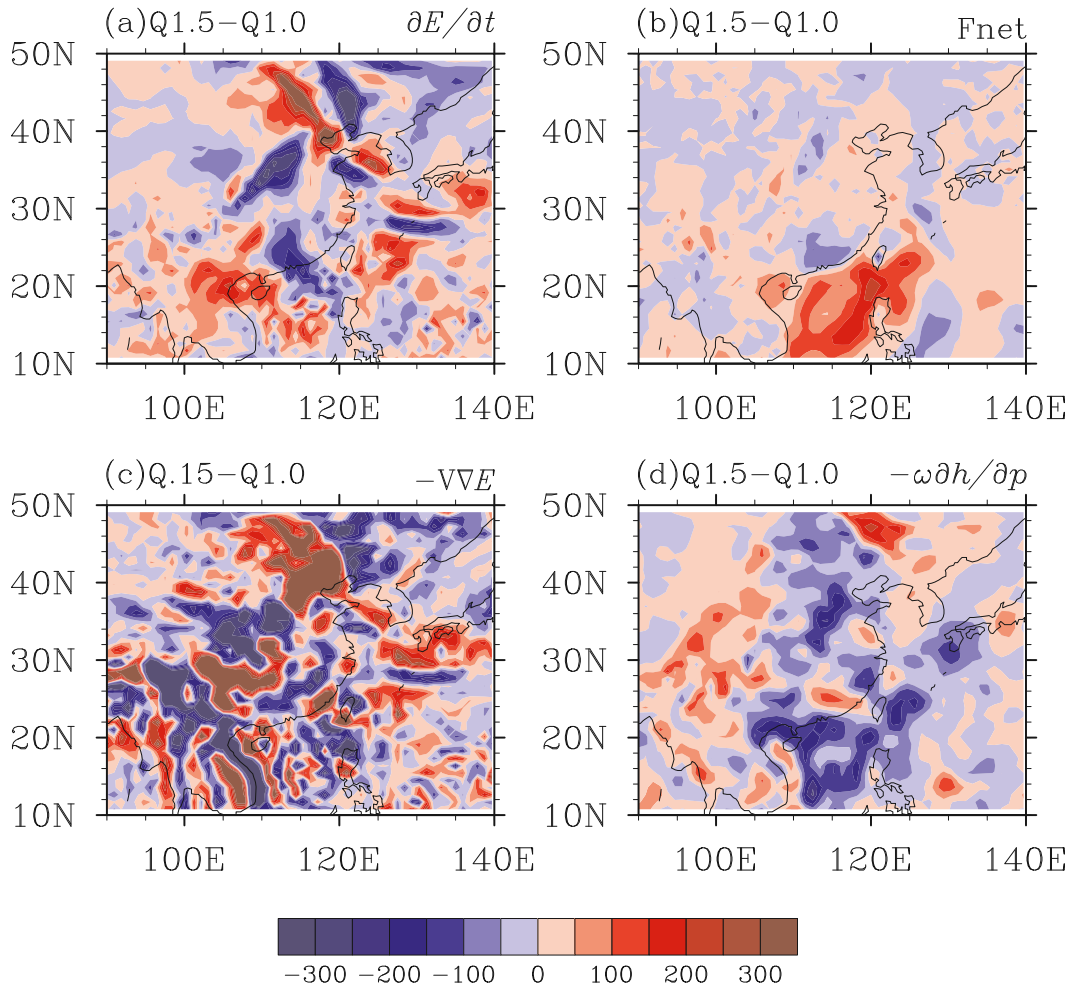 (a)Q1.5−Q1.0 ∂E/∂t
(b)Q1.5−Q1.0 Fnet
50N
40N
30N
20N
10N
100E 120E 140E
50N
40N
30N
20N
10N
100E 120E 140E
(c)Q.15−Q1.0 −V∇E
(d)Q1.5−Q1.0 −ω∂h/∂p
50N
40N
30N
20N
10N
100E 120E 140E
50N
40N
30N
20N
10N
100E 120E 140E
−300 −200 −100 0 100 200 300